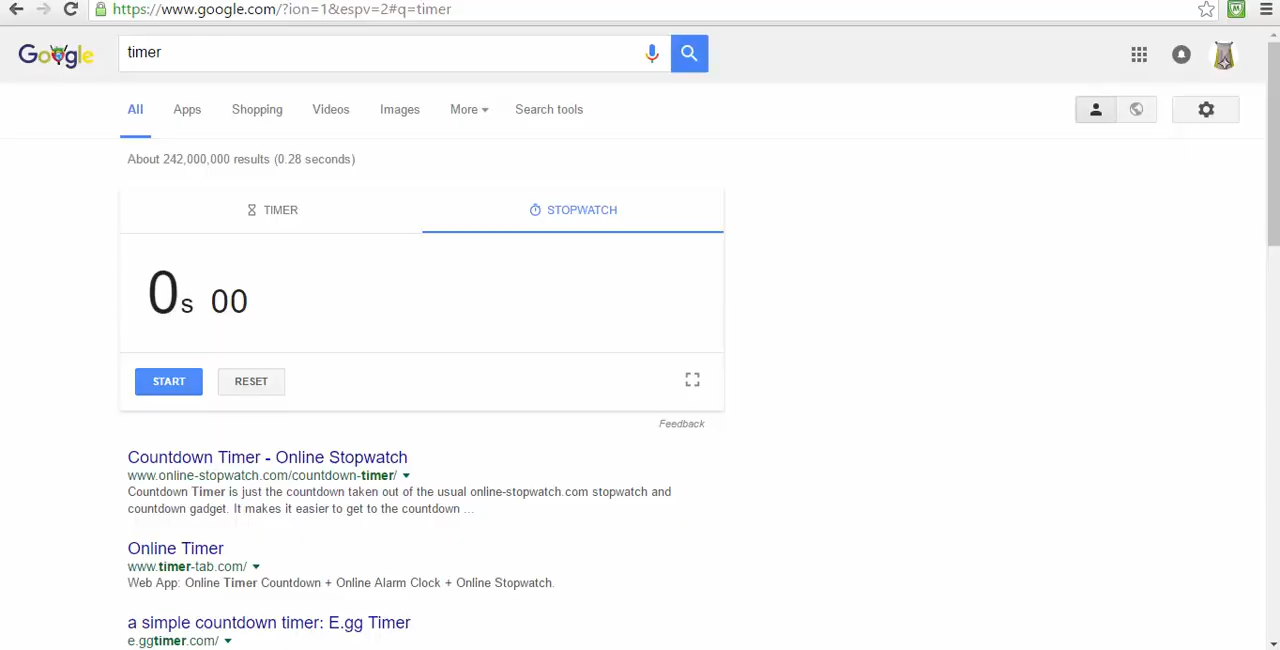 https://www.google.com/?ion=1&espv=2#q=timer
Google
timer
All Apps Shopping Videos Images More Search tools
About 242,000,000 results (0.28 seconds)
TIMER STOPWATCH
0s 00
START RESET
Feedback
Countdown Timer - Online Stopwatch
www.online-stopwatch.com/countdown-timer/
Countdown Timer is just the countdown taken out of the usual online-stopwatch.com stopwatch and
countdown gadget. It makes it easier to get to the countdown ...
Online Timer
www.timer-tab.com/
Web App: Online Timer Countdown + Online Alarm Clock + Online Stopwatch.
a simple countdown timer: E.gg Timer
e.ggtimer.com/